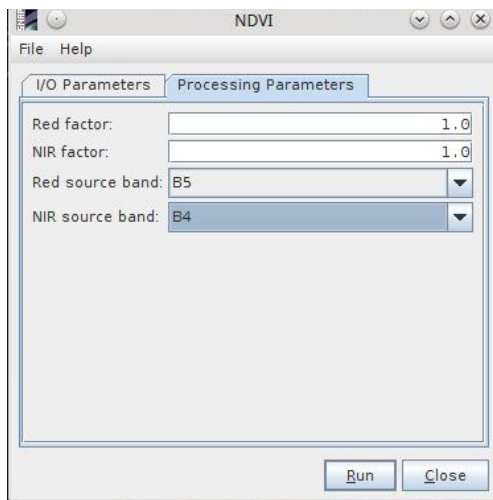 NDVI
File Help
I/O Parameters Processing Parameters
Red factor: 1.0
NIR factor: 1.0
Red source band: B5
NIR source band: B4
Run Close